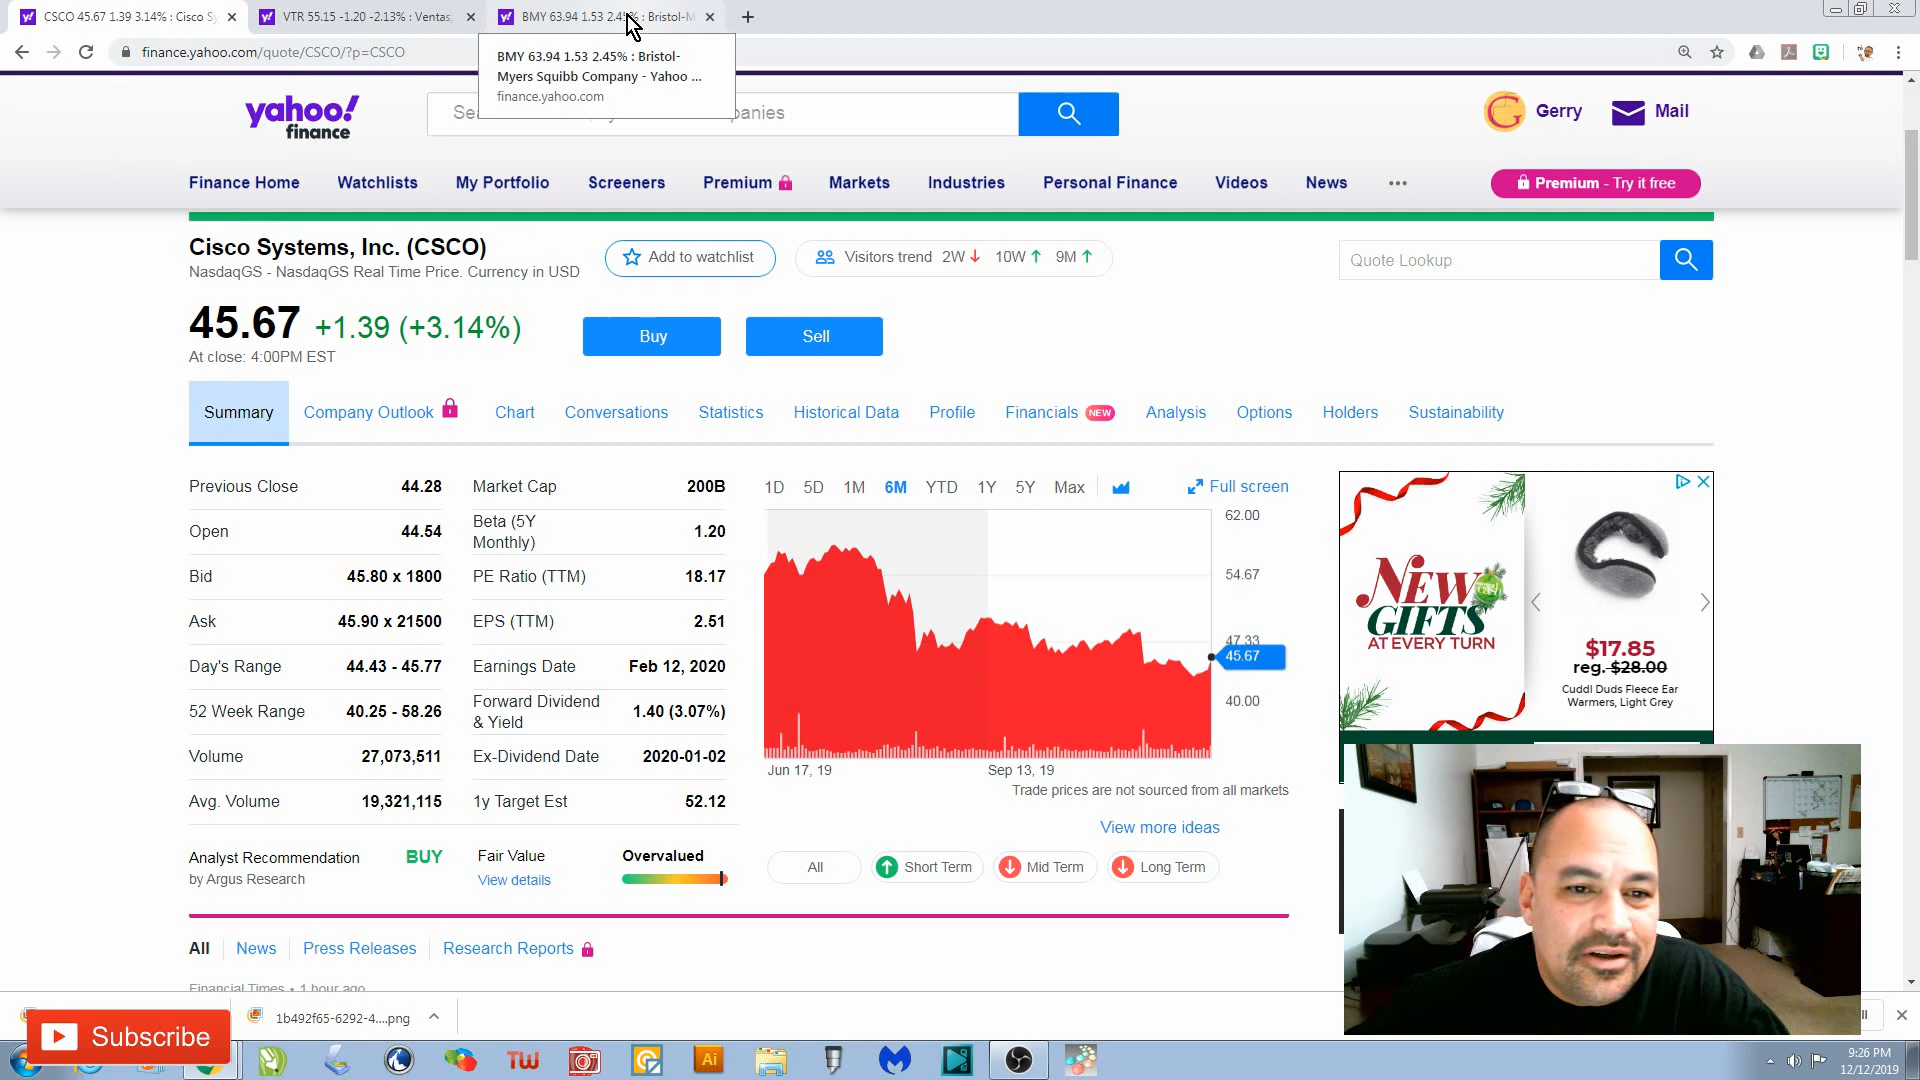 CSCO 45.67 1.39 3.14% : Cisco Sy
VTR 55.15 -1.20 -2.13% : Ventas,
BMY 63.94 1.53 2.45% : Bristol-M
finance.yahoo.com/quote/CSCO/?p=CSCO
BMY 63.94 1.53 2.45% : Bristol-
Myers Squibb Company - Yahoo ...
finance.yahoo.com
yahoo!
finance
Gerry
Mail
Finance Home
Watchlists
My Portfolio
Screeners
Premium
Markets
Industries
Personal Finance
Videos
News
Premium - Try it free
Cisco Systems, Inc. (CSCO)
NasdaqGS - NasdaqGS Real Time Price. Currency in USD
Add to watchlist
Visitors trend 2W 10W 9M
Quote Lookup
45.67 +1.39 (+3.14%)
At close: 4:00PM EST
Buy
Sell
Summary
Company Outlook
Chart
Conversations
Statistics
Historical Data
Profile
Financials NEW
Analysis
Options
Holders
Sustainability
Previous Close 44.28
Open 44.54
Bid 45.80 x 1800
Ask 45.90 x 21500
Day's Range 44.43 - 45.77
52 Week Range 40.25 - 58.26
Volume 27,073,511
Avg. Volume 19,321,115
Market Cap 200B
Beta (5Y
Monthly) 1.20
PE Ratio (TTM) 18.17
EPS (TTM) 2.51
Earnings Date Feb 12, 2020
Forward Dividend
& Yield 1.40 (3.07%)
Ex-Dividend Date 2020-01-02
1y Target Est 52.12
1D 5D 1M 6M YTD 1Y 5Y Max
Full screen
62.00
54.67
47.33
45.67
40.00
Jun 17, 19
Sep 13, 19
Trade prices are not sourced from all markets
View more ideas
All
Short Term
Mid Term
Long Term
Analyst Recommendation BUY
by Argus Research
Fair Value Overvalued
View details
NEW
GIFTS
AT EVERY TURN
$17.85
reg. $28.00
Cuddl Duds Fleece Ear
Warmers, Light Grey
All
News
Press Releases
Research Reports
Financial Times • 1 hour ago
1b492f65-6292-4....png
Subscribe
TW
Ai
9:26 PM
12/12/2019